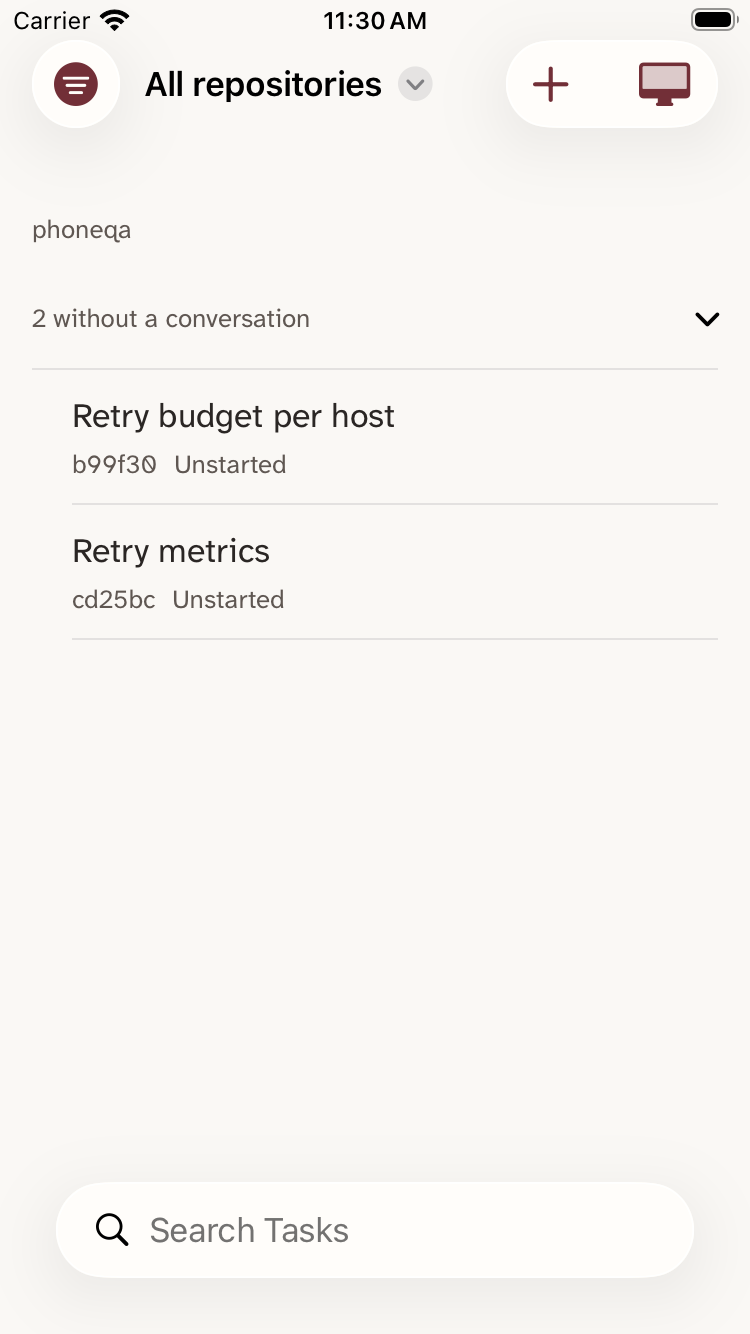 Carrier 11:30 AM
All repositories
phoneqa
2 without a conversation
Retry budget per host
b99f30 Unstarted
Retry metrics
cd25bc Unstarted
Search Tasks